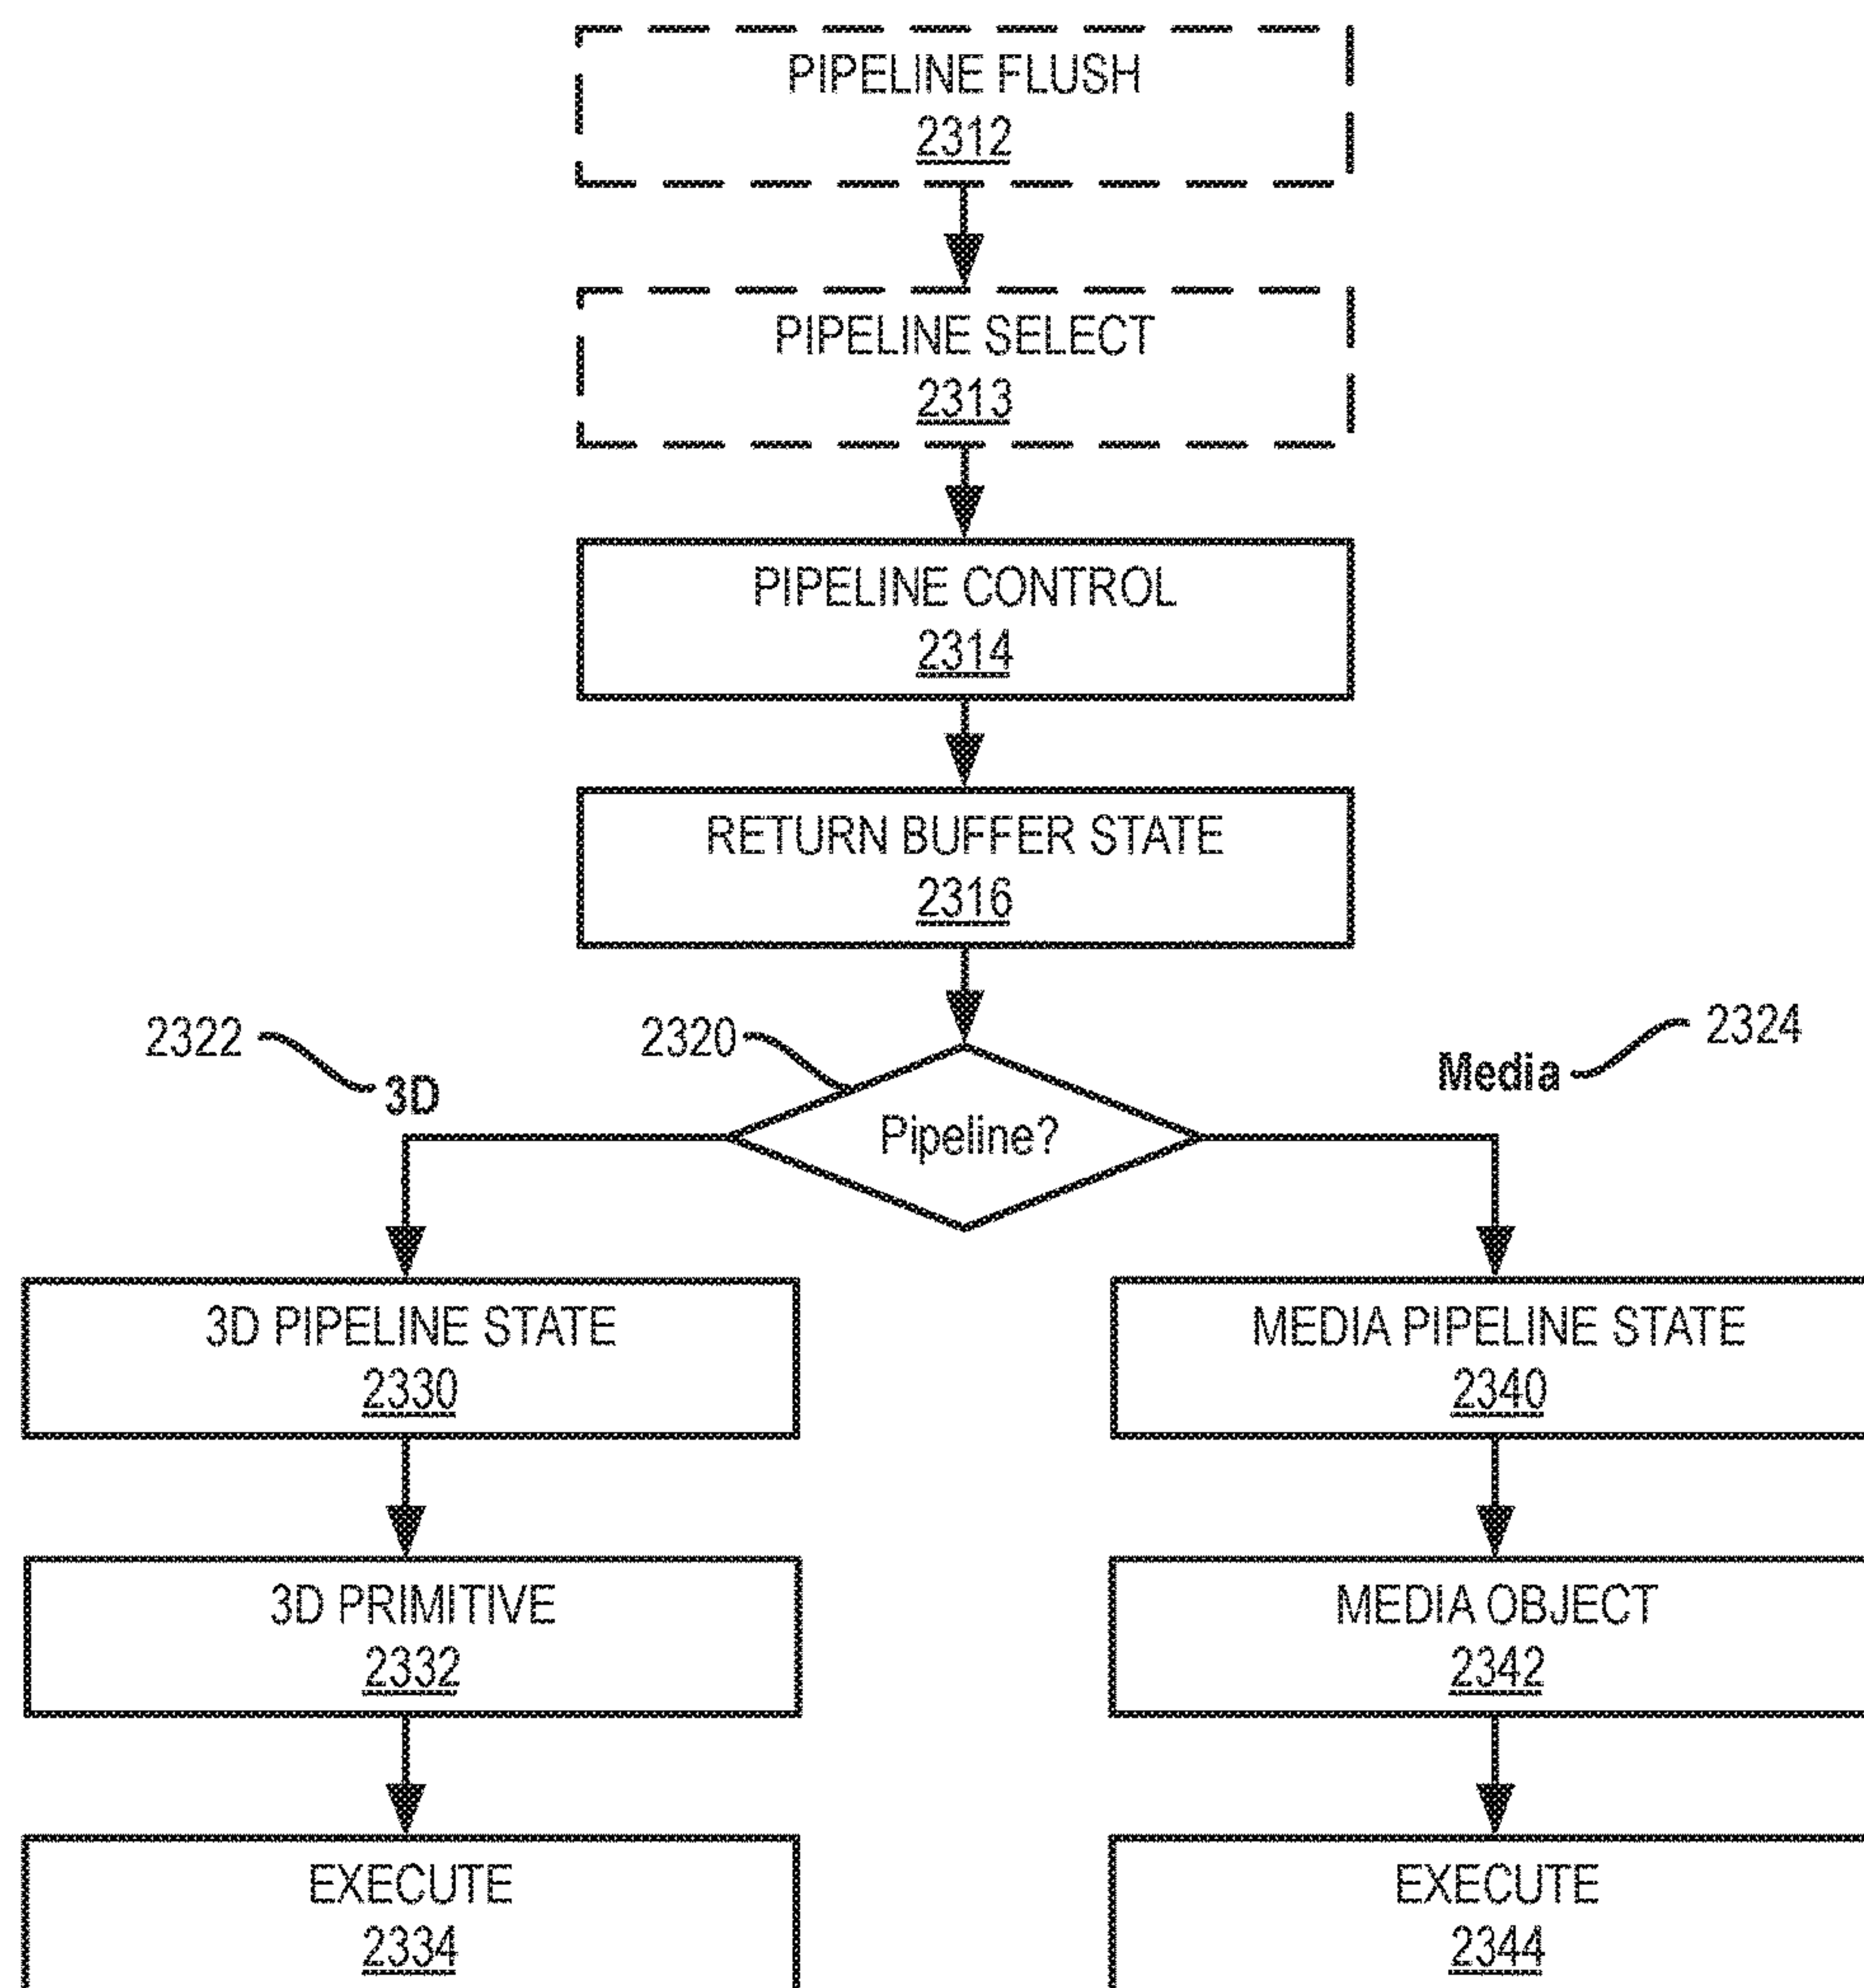 PIPELINE FLUSH
2312
PIPELINE SELECT
2313
PIPELINE CONTROL
2314
RETURN BUFFER STATE
2316
2322
3D
2320
Pipeline?
Media
2324
3D PIPELINE STATE
2330
MEDIA PIPELINE STATE
2340
3D PRIMITIVE
2332
MEDIA OBJECT
2342
EXECUTE
2334
EXECUTE
2344